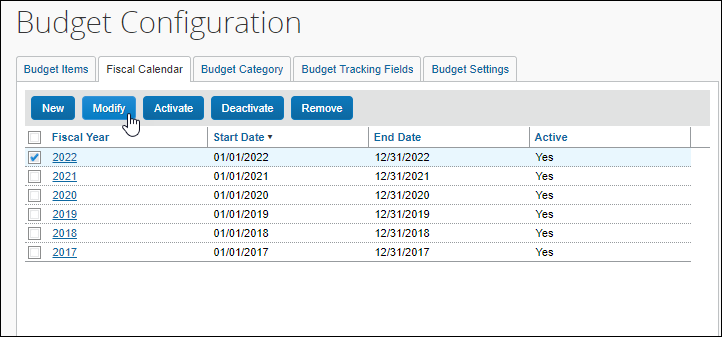 Budget Configuration
Budget Items Fiscal Calendar Budget Category Budget Tracking Fields Budget Settings
New Modify Activate Deactivate Remove
Fiscal Year Start Date End Date Active
2022 01/01/2022 12/31/2022 Yes
2021 01/01/2021 12/31/2021 Yes
2020 01/01/2020 12/31/2020 Yes
2019 01/01/2019 12/31/2019 Yes
2018 01/01/2018 12/31/2018 Yes
2017 01/01/2017 12/31/2017 Yes